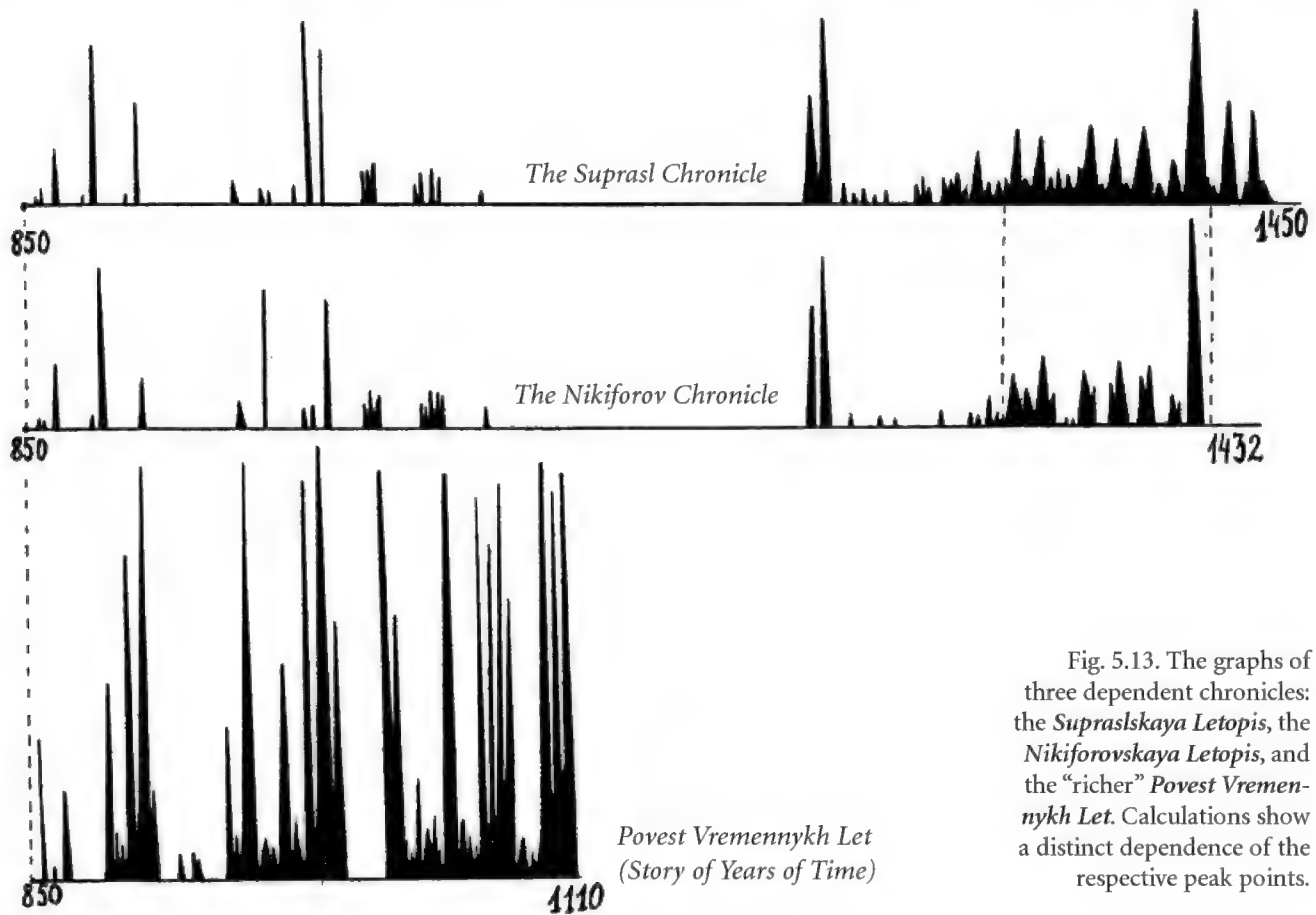 The Suprasl Chronicle
850
1450
The Nikiforov Chronicle
850
1432
Povest Vremennykh Let
(Story of Years of Time)
850
1110
Fig. 5.13. The graphs of
three dependent chronicles:
the Supraslskaya Letopis, the
Nikiforovskaya Letopis, and
the “richer” Povest Vremen-
nykh Let. Calculations show
a distinct dependence of the
respective peak points.